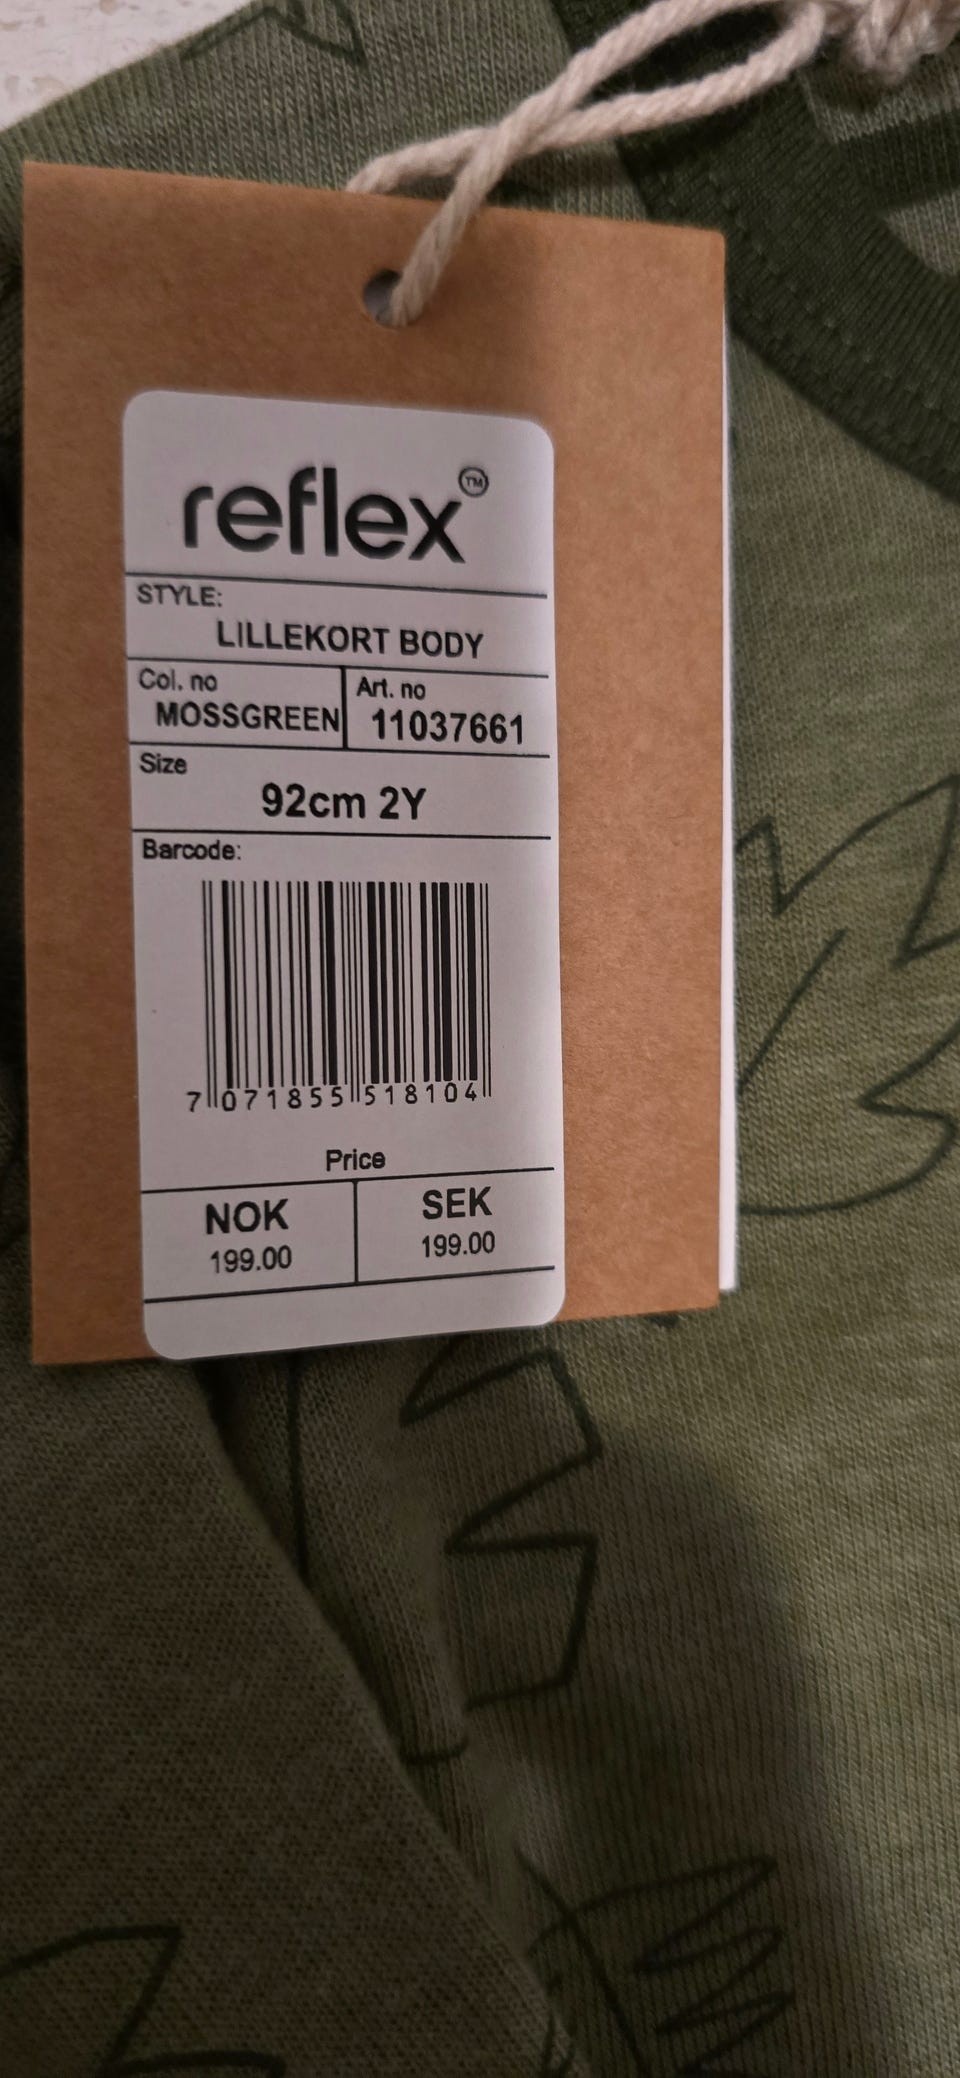 reflex™
STYLE:
LILLEKORT BODY
Col. no
MOSSGREEN
Art. no
11037661
Size
92cm 2Y
Barcode:
7 071855 518104
Price
NOK
199.00
SEK
199.00